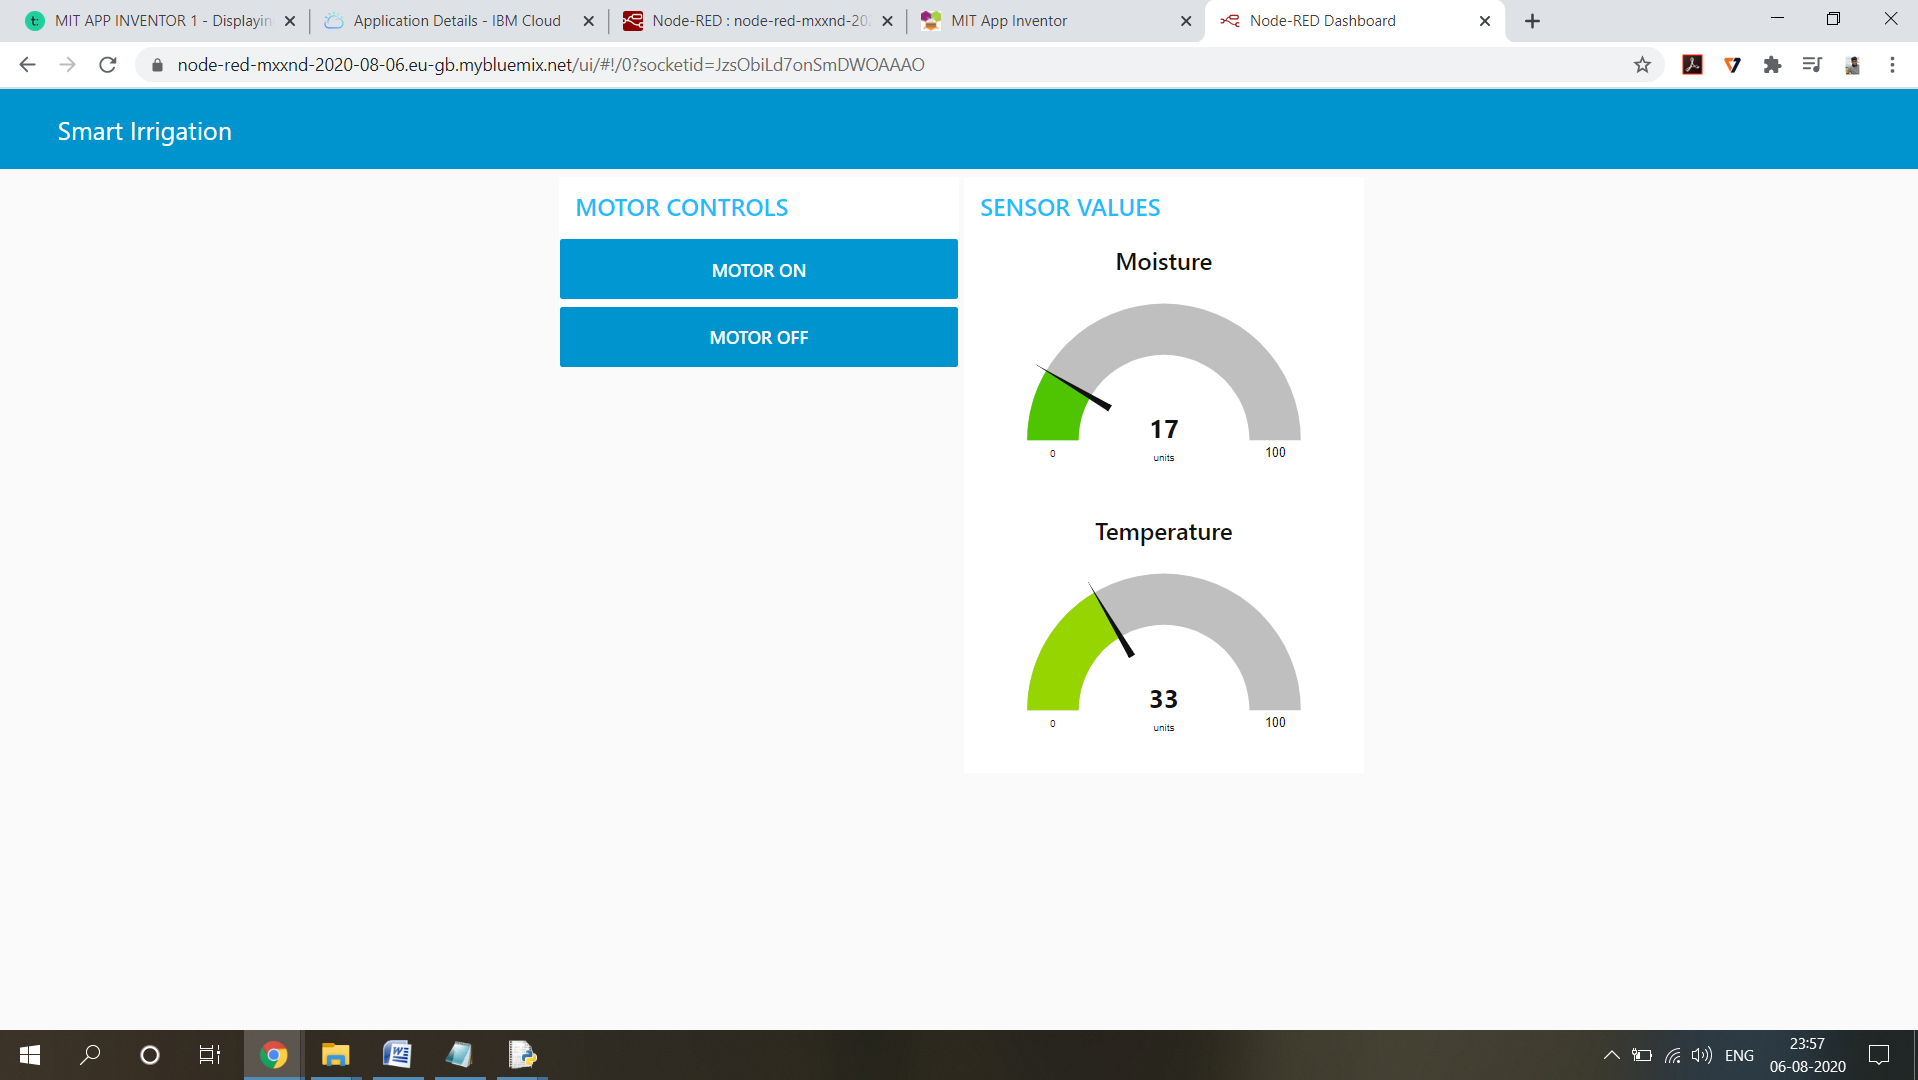 MIT APP INVENTOR 1 - Displayin
Application Details - IBM Cloud
Node-RED : node-red-mxxnd-202
MIT App Inventor
Node-RED Dashboard
node-red-mxxnd-2020-08-06.eu-gb.mybluemix.net/ui/#!/0?socketid=JzsObiLd7onSmDWOAAAO
Smart Irrigation
MOTOR CONTROLS
MOTOR ON
MOTOR OFF
SENSOR VALUES
Moisture
17
units
0
100
Temperature
33
units
0
100
ENG
23:57
06-08-2020